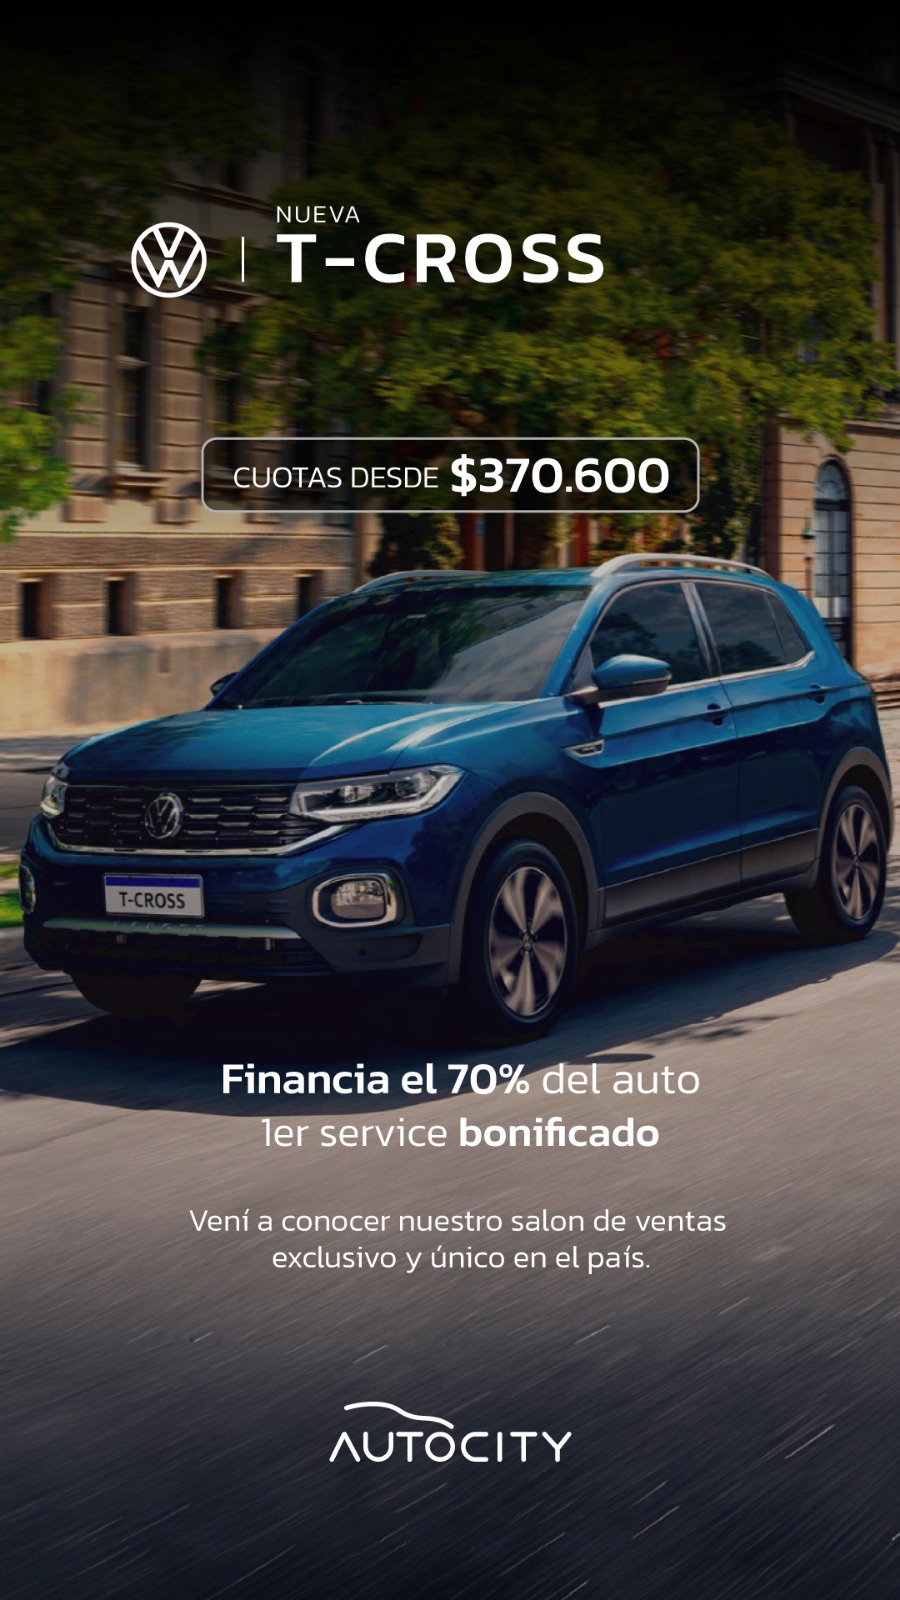 NUEVA
T-CROSS
CUOTAS DESDE $370.600
T-CROSS
Financia el 70% del auto
1er service bonificado
Vení a conocer nuestro salon de ventas
exclusivo y único en el país.
AUTOCITY